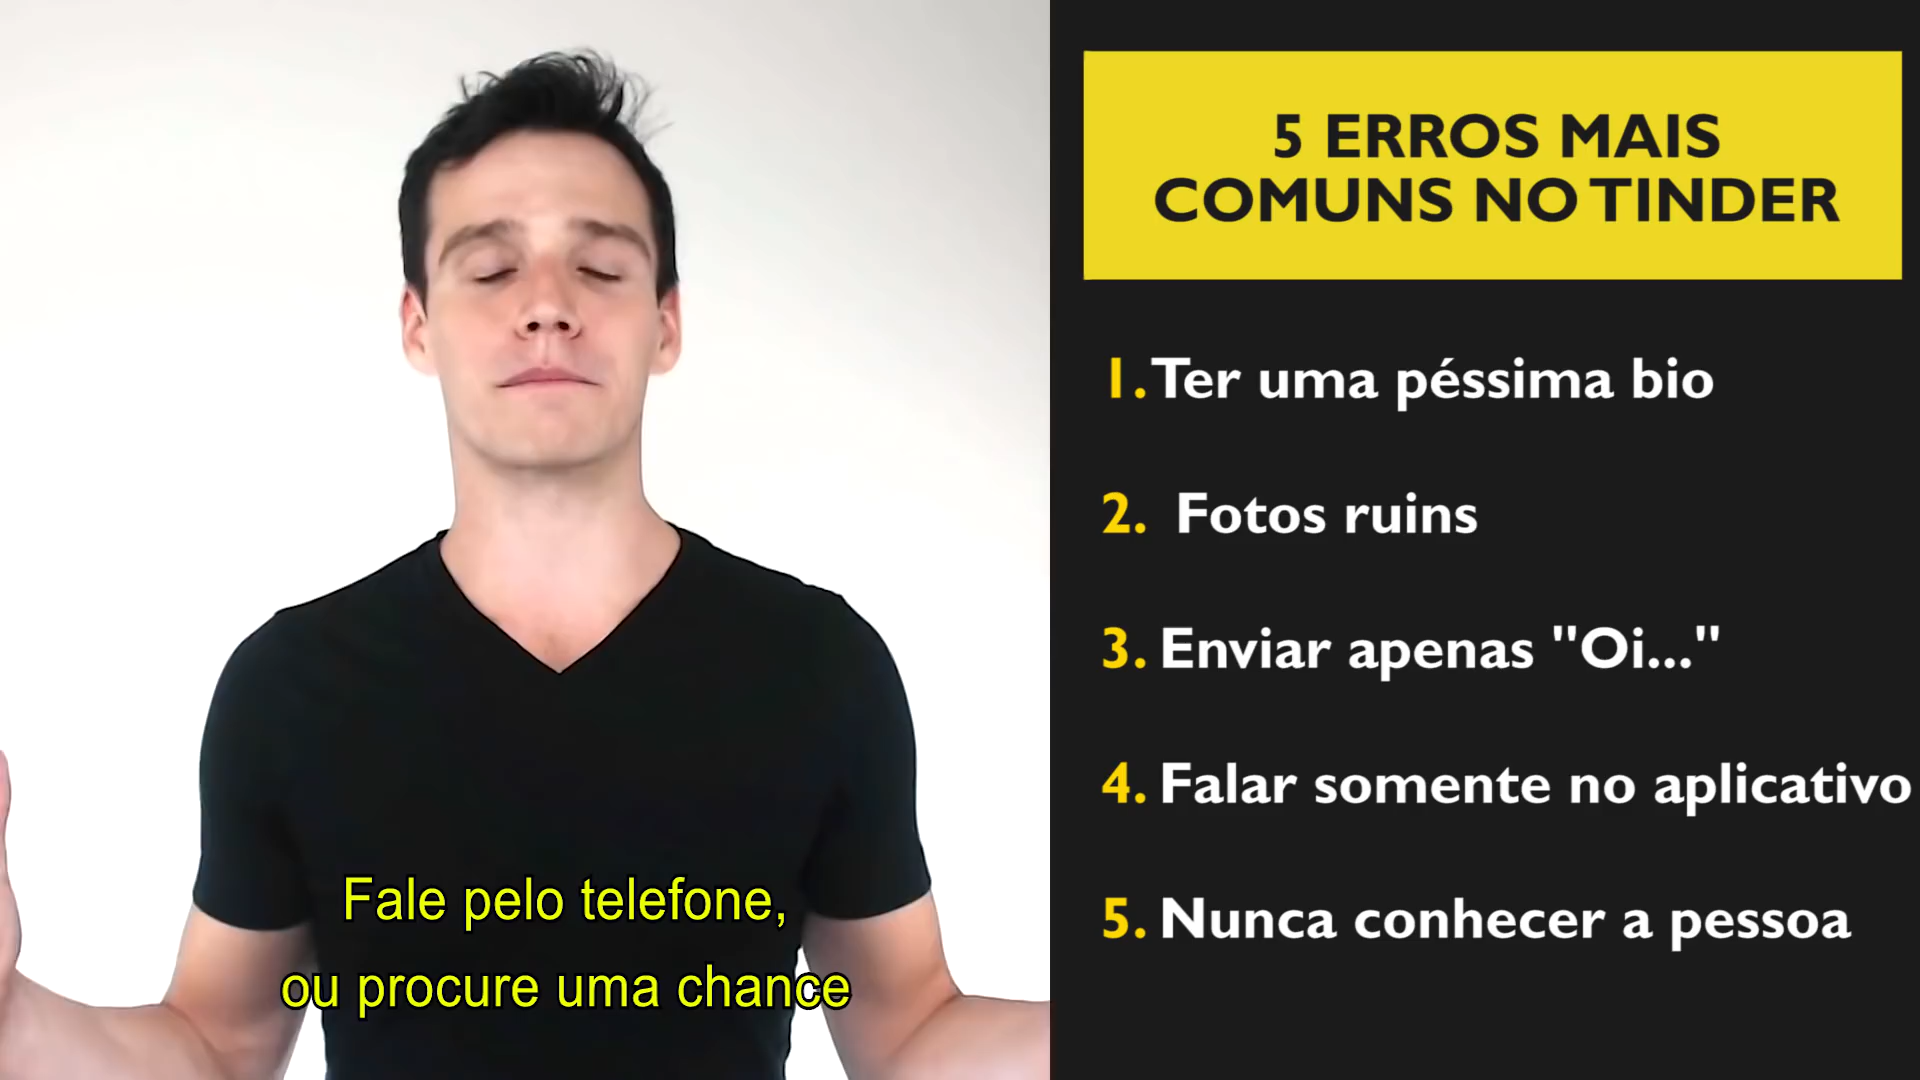 5 ERROS MAIS
COMUNS NO TINDER
1. Ter uma péssima bio
2. Fotos ruins
3. Enviar apenas "Oi..."
4. Falar somente no aplicativo
5. Nunca conhecer a pessoa
Fale pelo telefone,
ou procure uma chance